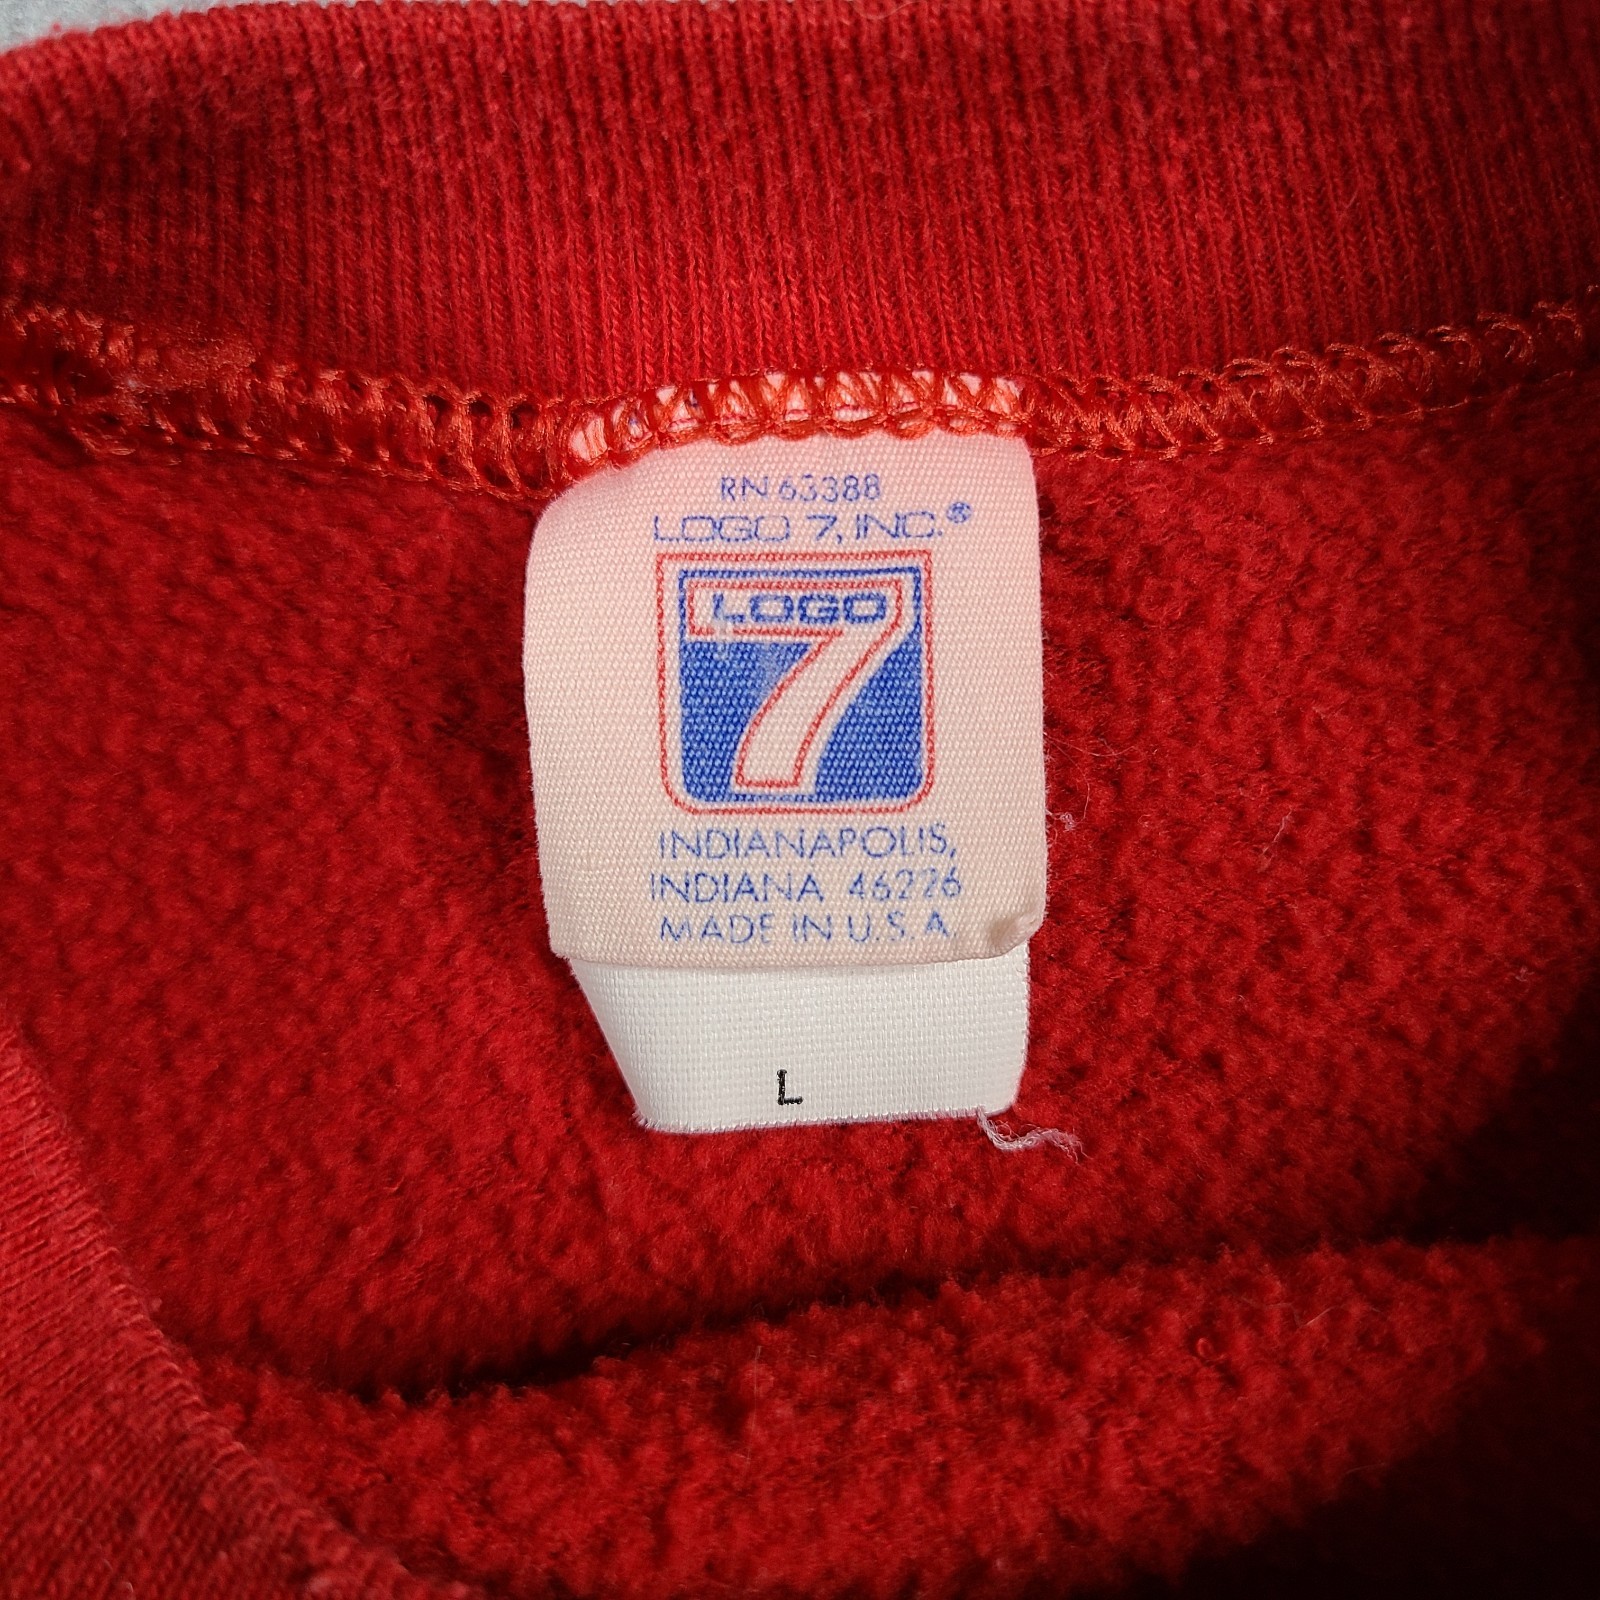 RN 63388
LOGO 7, INC.®
LOGO
7
INDIANAPOLIS,
INDIANA 46226
MADE IN U.S.A
L